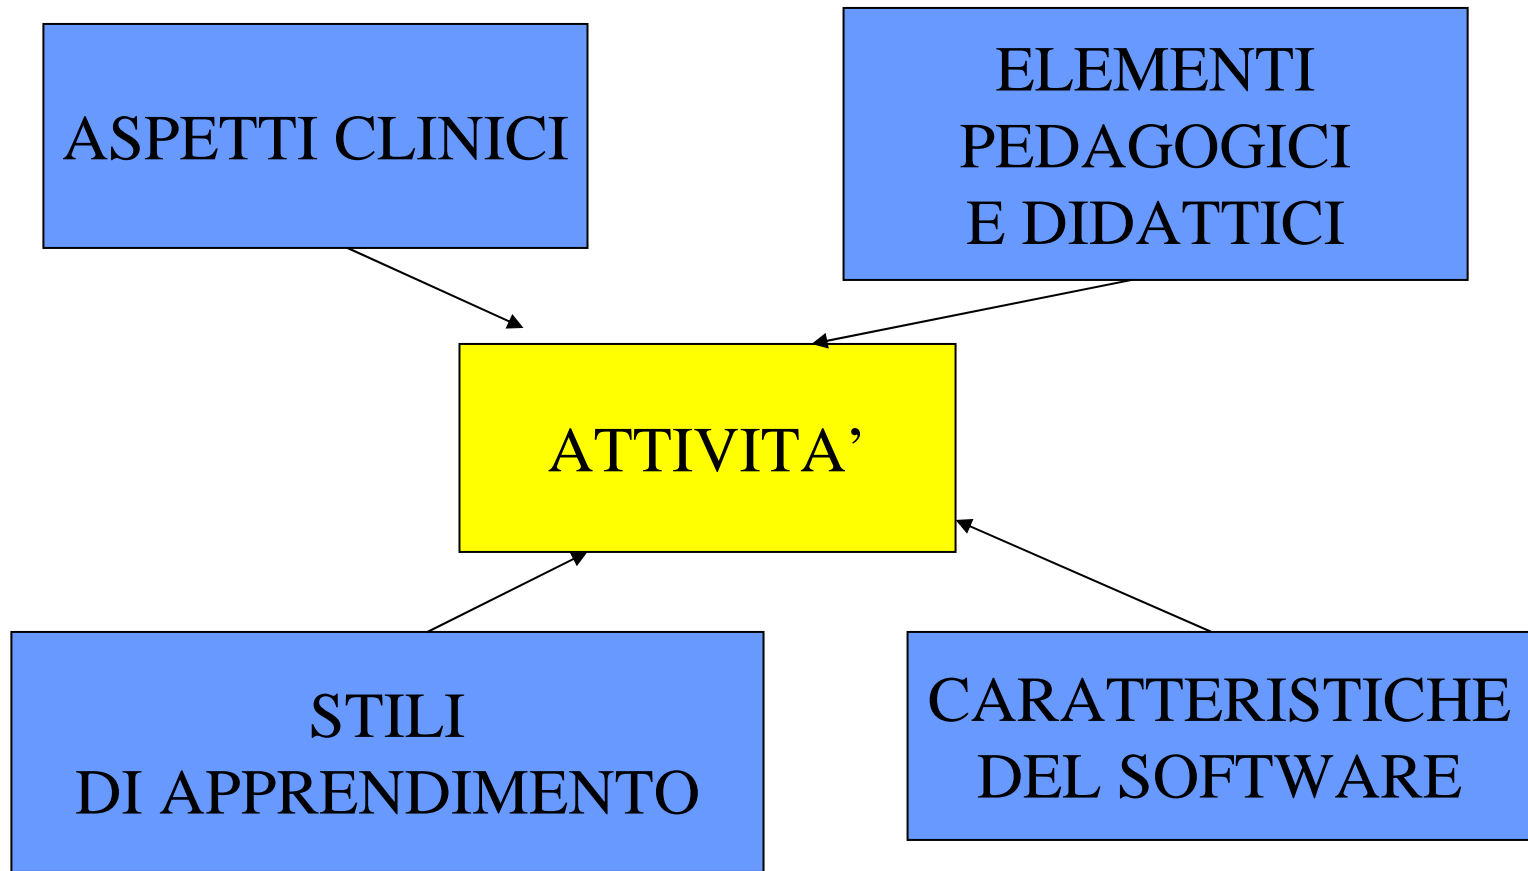 ASPETTI CLINICI
ELEMENTI
PEDAGOGICI
E DIDATTICI
ATTIVITA’
STILI
DI APPRENDIMENTO
CARATTERISTICHE
DEL SOFTWARE